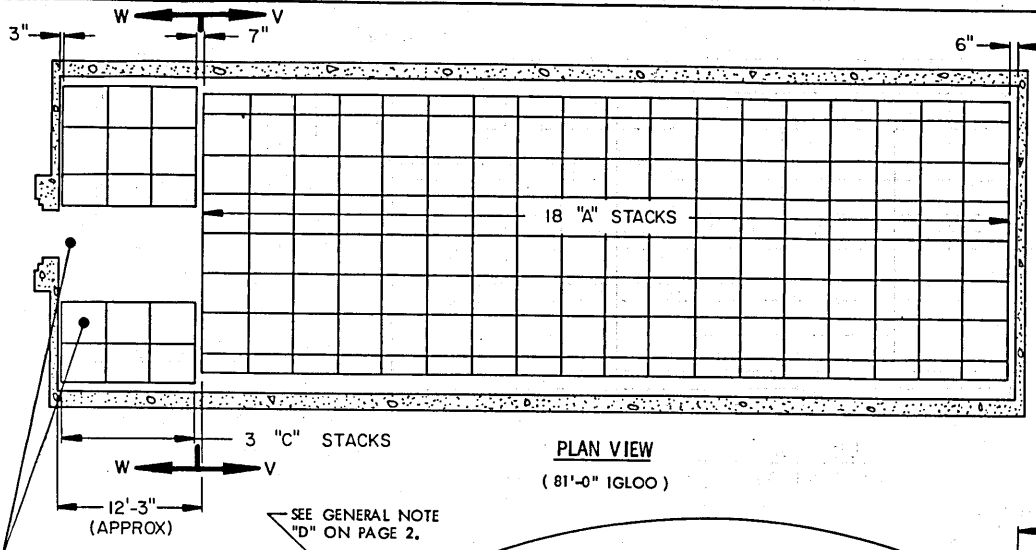 W V
3" 7" 6"
18 "A" STACKS
3 "C" STACKS
W V
PLAN VIEW
(81'-0" IGLOO)
12'-3"
(APPROX)
SEE GENERAL NOTE
"D" ON PAGE 2.